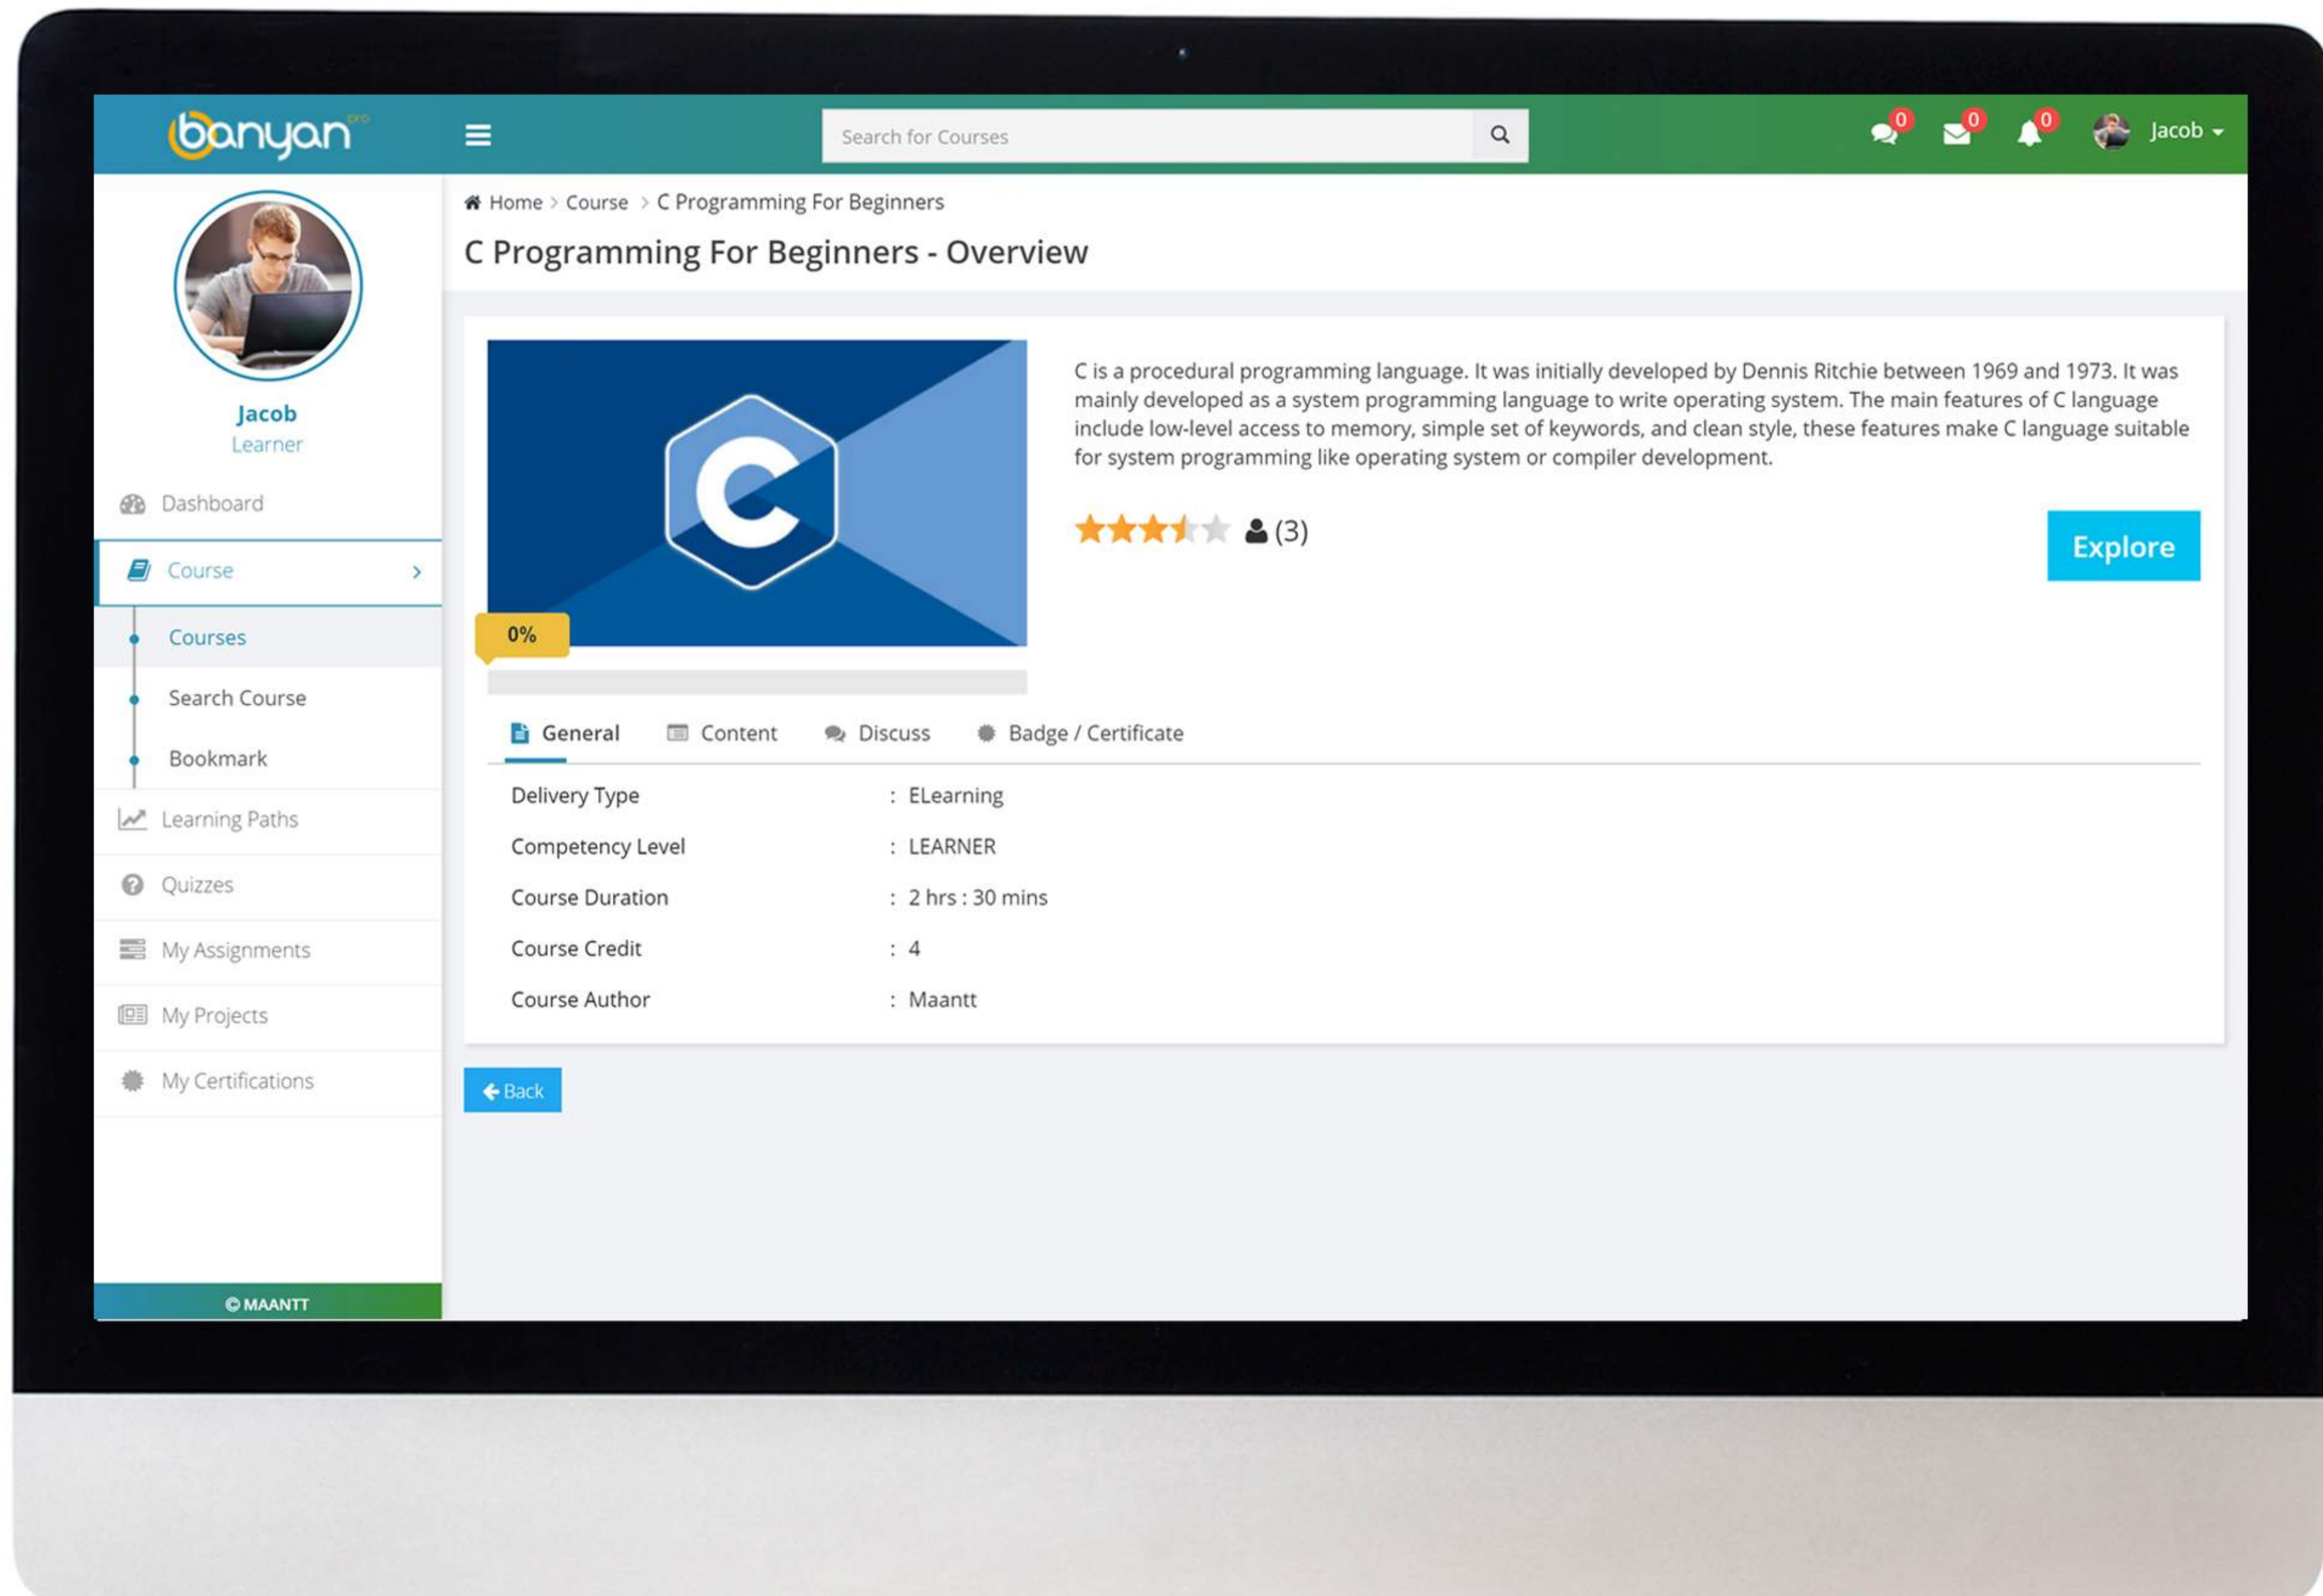 banyan pro
Search for Courses
0
0
0
Jacob
Jacob
Learner
Dashboard
Course
Courses
Search Course
Bookmark
Learning Paths
Quizzes
My Assignments
My Projects
My Certifications
© MAANTT
Home > Course > C Programming For Beginners
C Programming For Beginners - Overview
C
0%
C is a procedural programming language. It was initially developed by Dennis Ritchie between 1969 and 1973. It was
mainly developed as a system programming language to write operating system. The main features of C language
include low-level access to memory, simple set of keywords, and clean style, these features make C language suitable
for system programming like operating system or compiler development.
(3)
Explore
General Content Discuss Badge / Certificate
Delivery Type : ELearning
Competency Level : LEARNER
Course Duration : 2 hrs : 30 mins
Course Credit : 4
Course Author : Maantt
Back